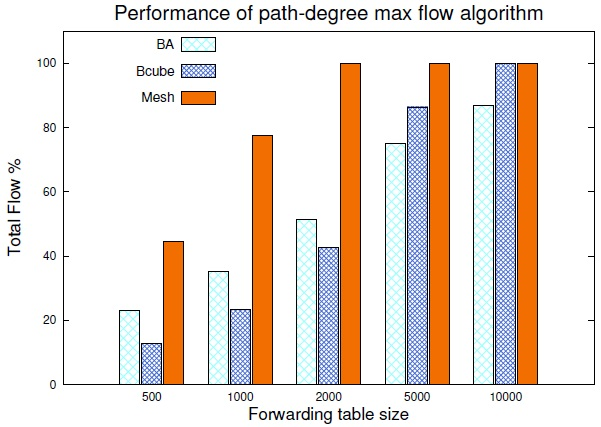 Performance of path-degree max flow algorithm
BA
Bcube
Mesh
Total Flow %
100
80
60
40
20
0
500 1000 2000 5000 10000
Forwarding table size